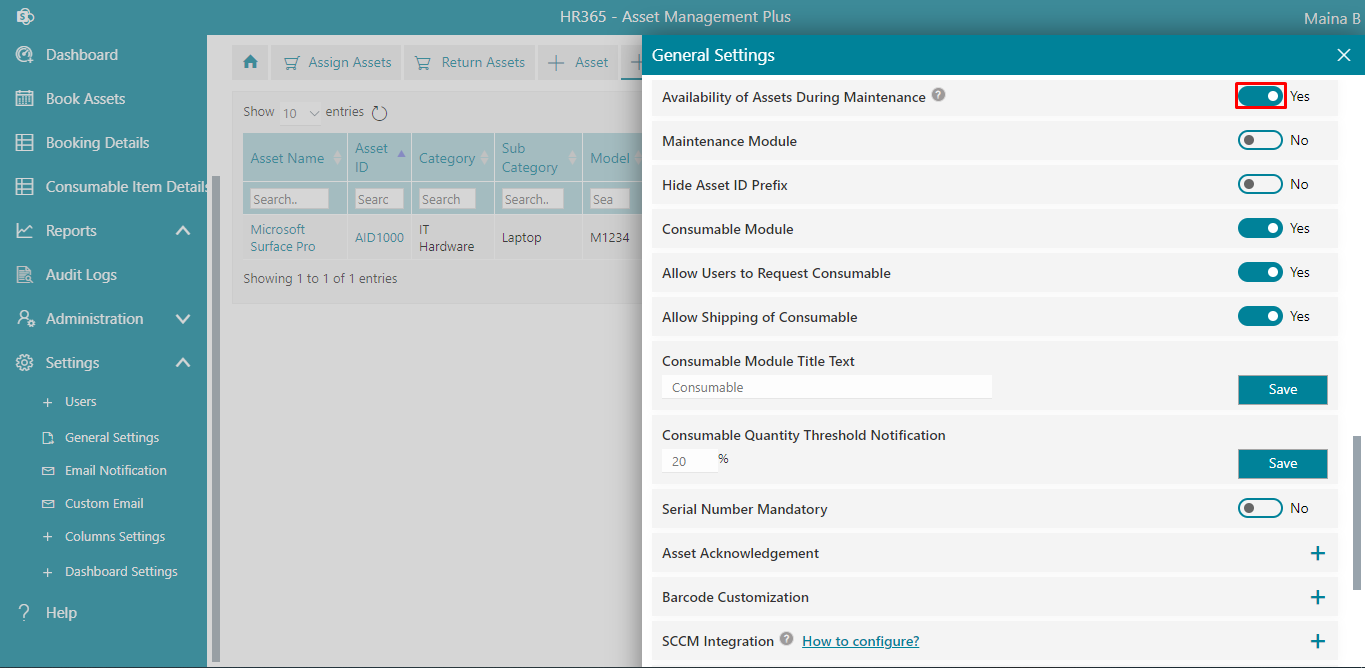 HR365 - Asset Management Plus
Maina B
Dashboard
Book Assets
Booking Details
Consumable Item Details
Reports
Audit Logs
Administration
Settings
Users
General Settings
Email Notification
Custom Email
Columns Settings
Dashboard Settings
Help
Assign Assets
Return Assets
Asset
Show 10 entries
Asset Name
Asset ID
Category
Sub Category
Model
Search..
Searc
Search
Search..
Sea
Microsoft Surface Pro
AID1000
IT Hardware
Laptop
M1234
Showing 1 to 1 of 1 entries
General Settings
Availability of Assets During Maintenance ? Yes
Maintenance Module No
Hide Asset ID Prefix No
Consumable Module Yes
Allow Users to Request Consumable Yes
Allow Shipping of Consumable Yes
Consumable Module Title Text
Consumable
Save
Consumable Quantity Threshold Notification
20 %
Save
Serial Number Mandatory No
Asset Acknowledgement
Barcode Customization
SCCM Integration ? How to configure?